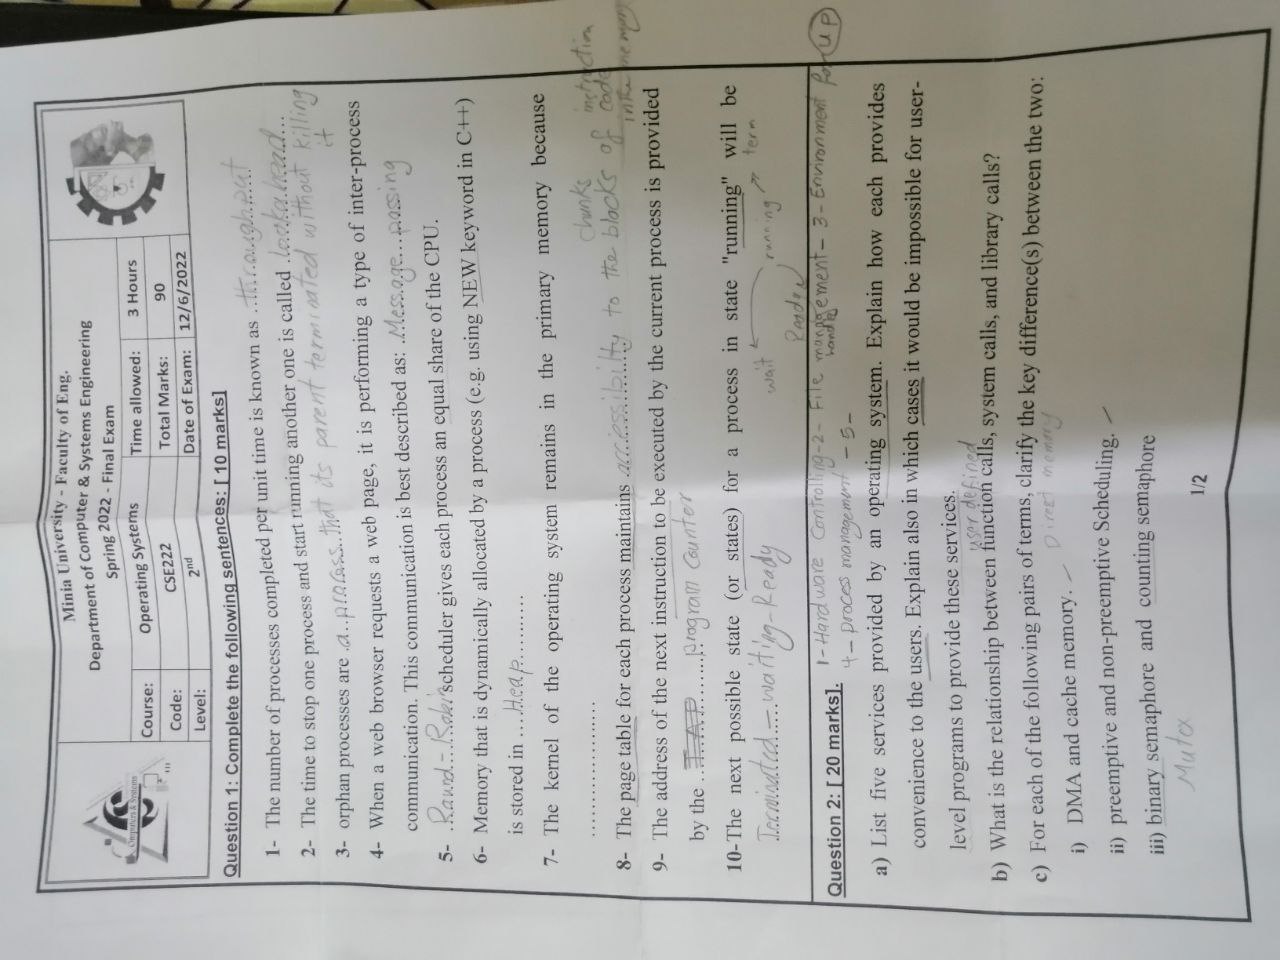 Minia University - Faculty of Eng.
Department of Computer & Systems Engineering
Spring 2022 - Final Exam
Computers & Systems
Course: Operating Systems Time allowed: 3 Hours
Code: CSE222 Total Marks: 90
Level: 2nd Date of Exam: 12/6/2022
Question 1: Complete the following sentences: [ 10 marks]
1- The number of processes completed per unit time is known as ..throughput..
2- The time to stop one process and start running another one is called .lookahead....
3- orphan processes are .a..process..that its parent terminated without killing
it
4- When a web browser requests a web page, it is performing a type of inter-process
communication. This communication is best described as: ..Message...passing
5- .Raund-Robin scheduler gives each process an equal share of the CPU.
6- Memory that is dynamically allocated by a process (e.g. using NEW keyword in C++)
is stored in ....Heap..........
7- The kernel of the operating system remains in the primary memory because
...................
chunks instruction
8- The page table for each process maintains .accessibilty to the blocks of code
in the memory
9- The address of the next instruction to be executed by the current process is provided
by the ..IAP......program Counter
10-The next possible state (or states) for a process in state "running" will be
Terminated – waiting – Ready wait running term
Ready
1- Hardware Controlling -2- File mangement - 3- Environment for UP
handle
Question 2: [ 20 marks]. 4- process management - 5-
a) List five services provided by an operating system. Explain how each provides
convenience to the users. Explain also in which cases it would be impossible for user-
level programs to provide these services.
user defined
b) What is the relationship between function calls, system calls, and library calls?
c) For each of the following pairs of terms, clarify the key difference(s) between the two:
Direct memory
i) DMA and cache memory.
ii) preemptive and non-preemptive Scheduling.
iii) binary semaphore and counting semaphore
Mutex
1/2